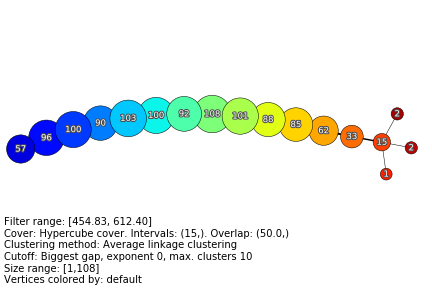 57 96 100 90 103 100 92 108 101 88 85 62 33 15 2
2
1
Filter range: [454.83, 612.40]
Cover: Hypercube cover. Intervals: (15,). Overlap: (50.0,)
Clustering method: Average linkage clustering
Cutoff: Biggest gap, exponent 0, max. clusters 10
Size range: [1,108]
Vertices colored by: default